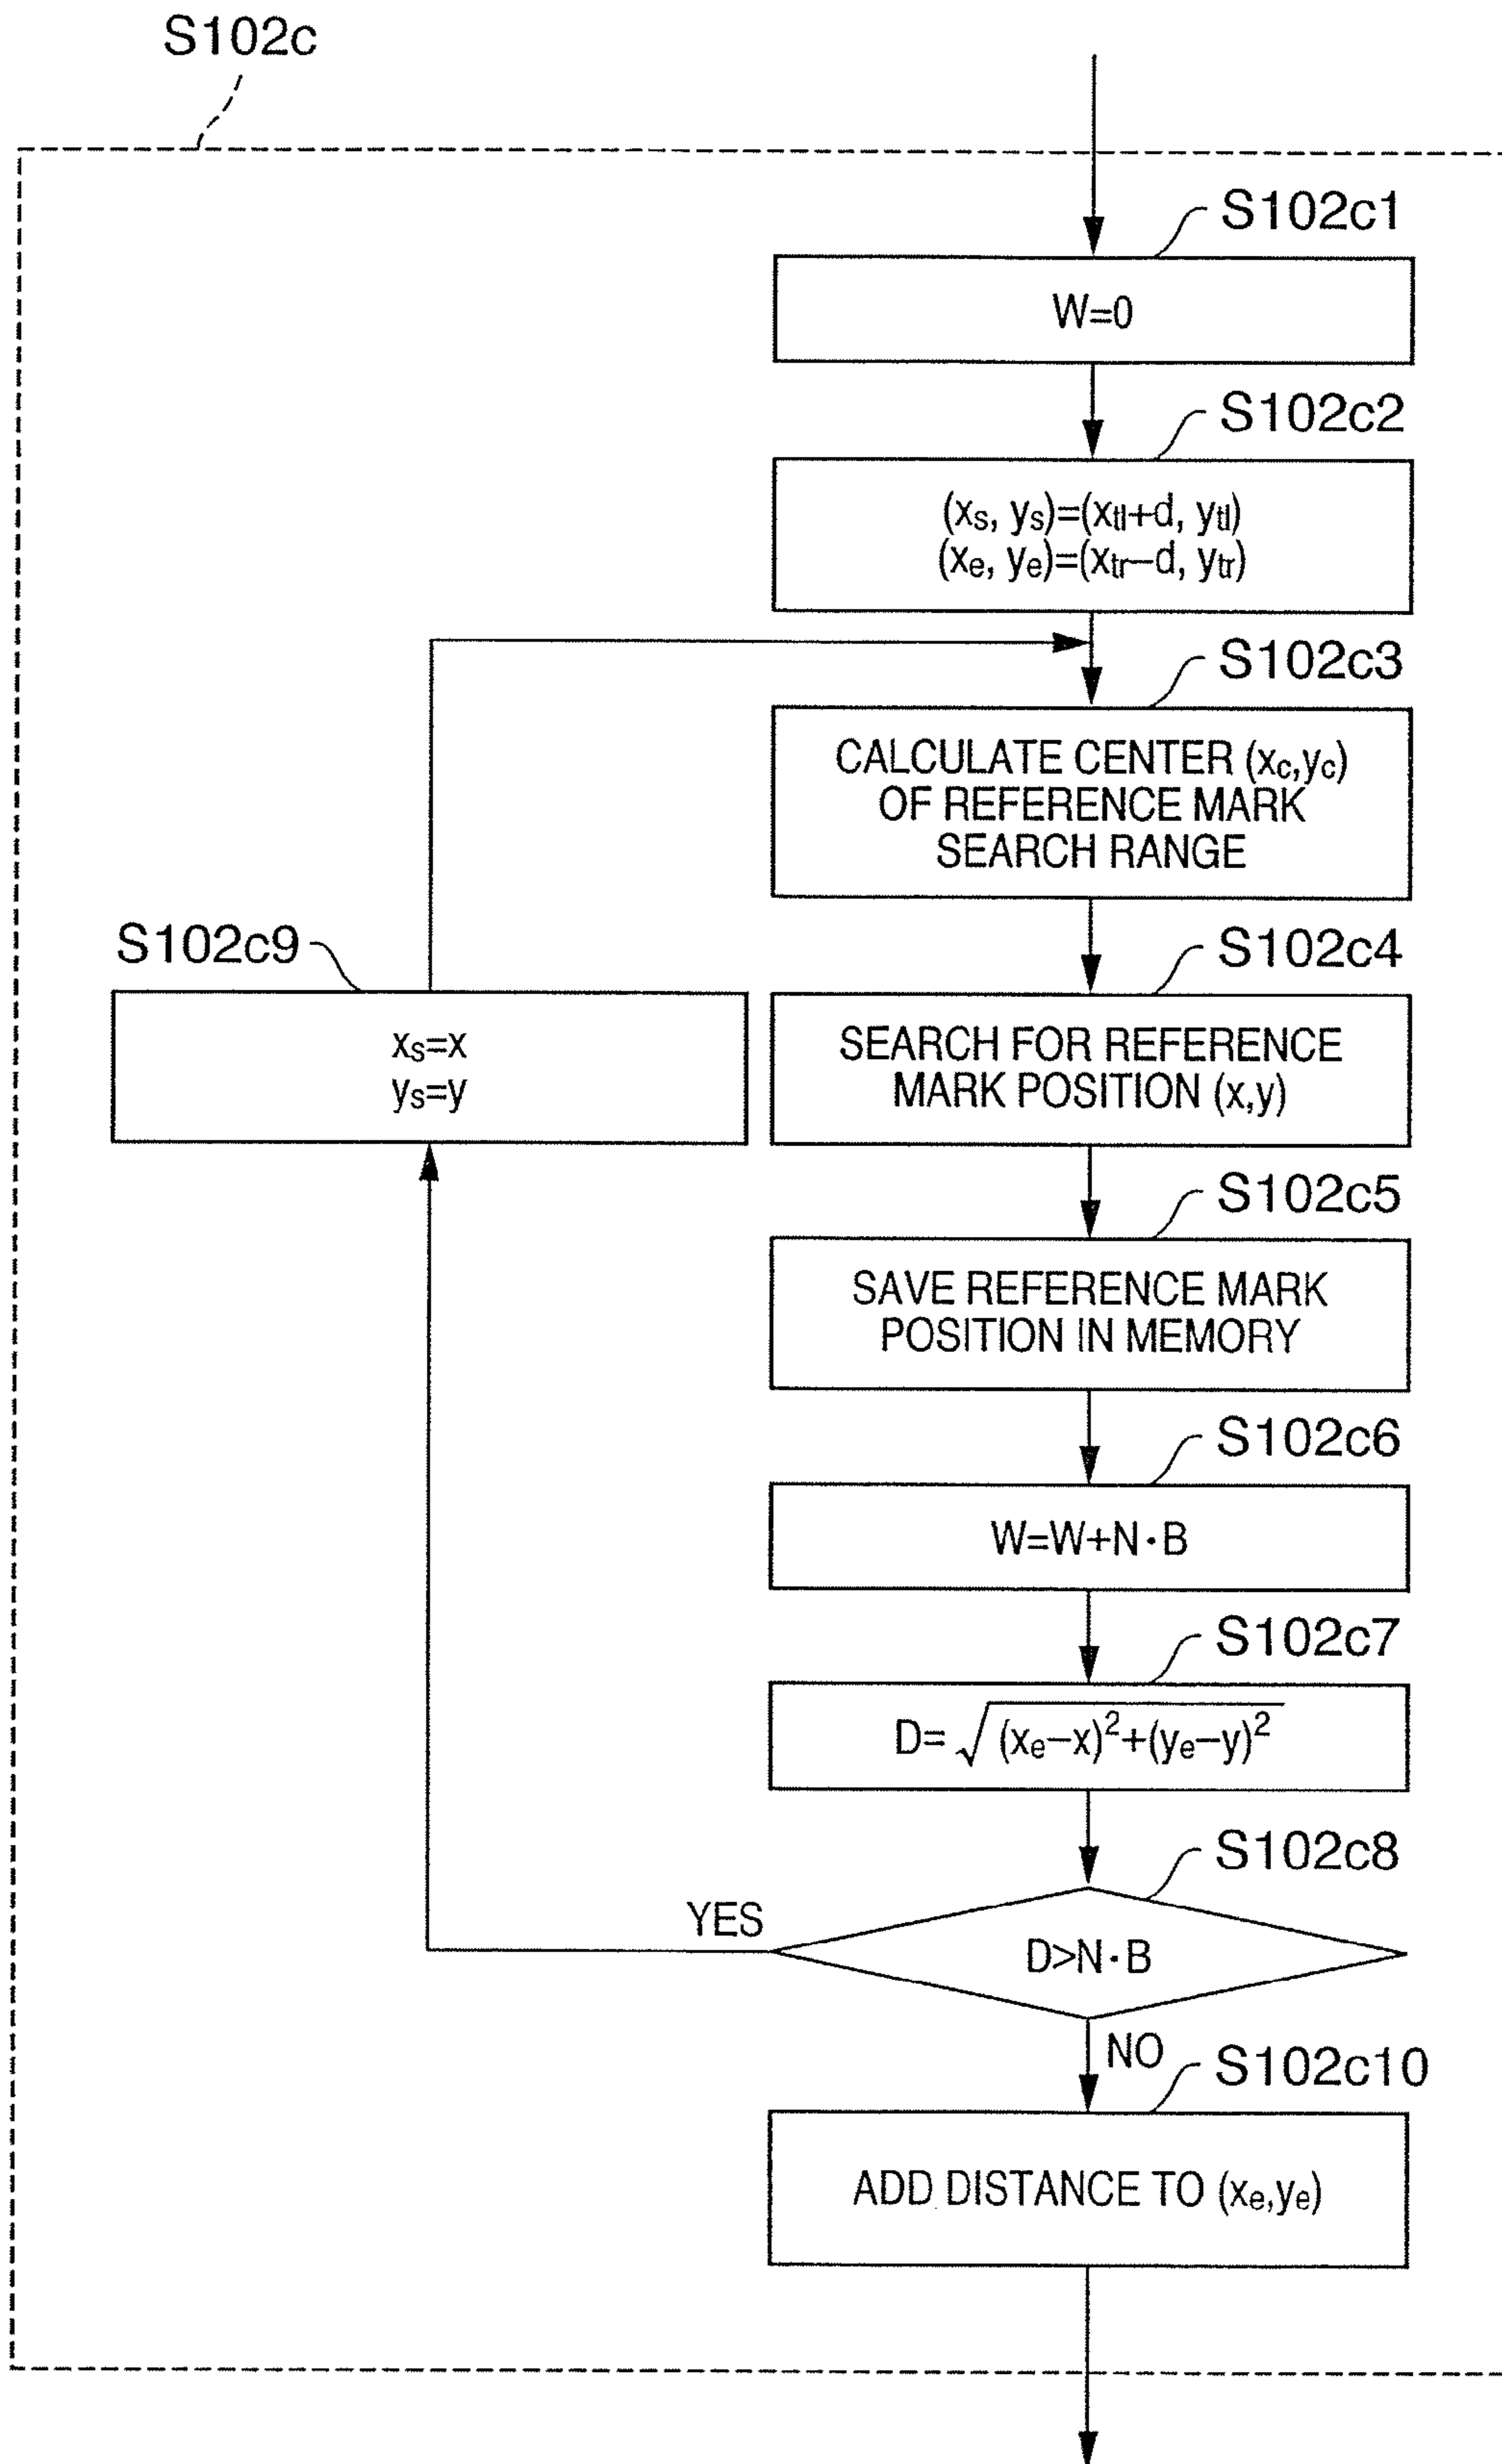 S102c
S102c1
W=0
S102c2
(xs, ys)=(xtl+d, ytl)
(xe, ye)=(xtr−d, ytr)
S102c3
CALCULATE CENTER (xc,yc)
OF REFERENCE MARK
SEARCH RANGE
S102c9
xs=x
ys=y
S102c4
SEARCH FOR REFERENCE
MARK POSITION (x,y)
S102c5
SAVE REFERENCE MARK
POSITION IN MEMORY
S102c6
W=W+N·B
S102c7
D=√(xe−x)²+(ye−y)²
S102c8
YES
D>N·B
NO
S102c10
ADD DISTANCE TO (xe,ye)